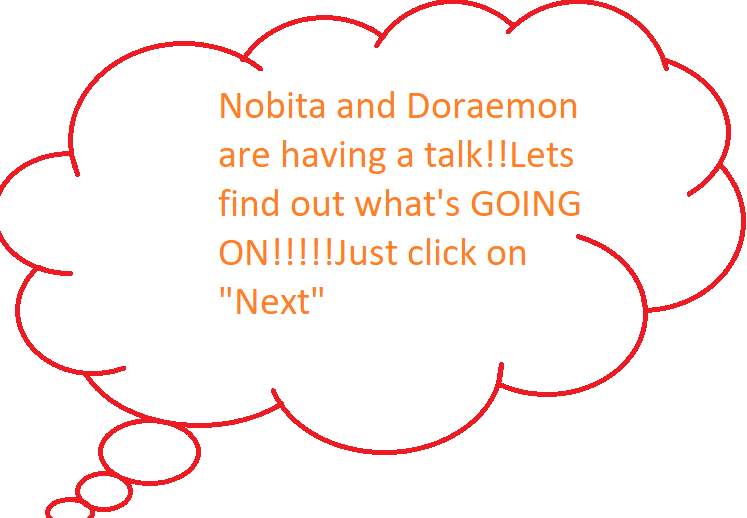 Nobita and Doraemon
are having a talk!!Lets
find out what's GOING
ON!!!!!Just click on
"Next"